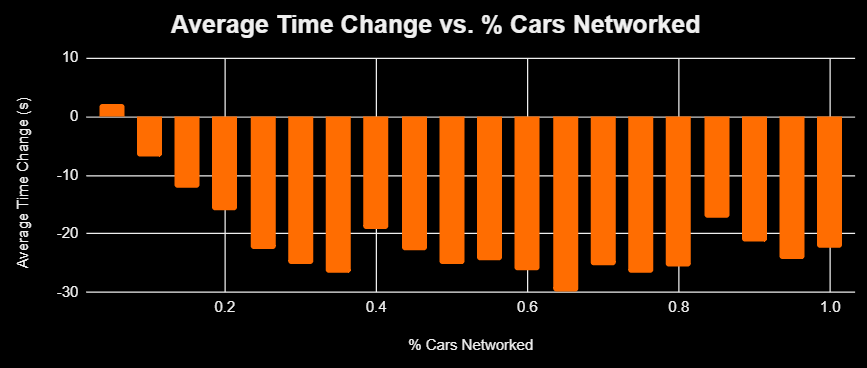 Average Time Change vs. % Cars Networked
10
0
-10
-20
-30
Average Time Change (s)
0.2 0.4 0.6 0.8 1.0
% Cars Networked